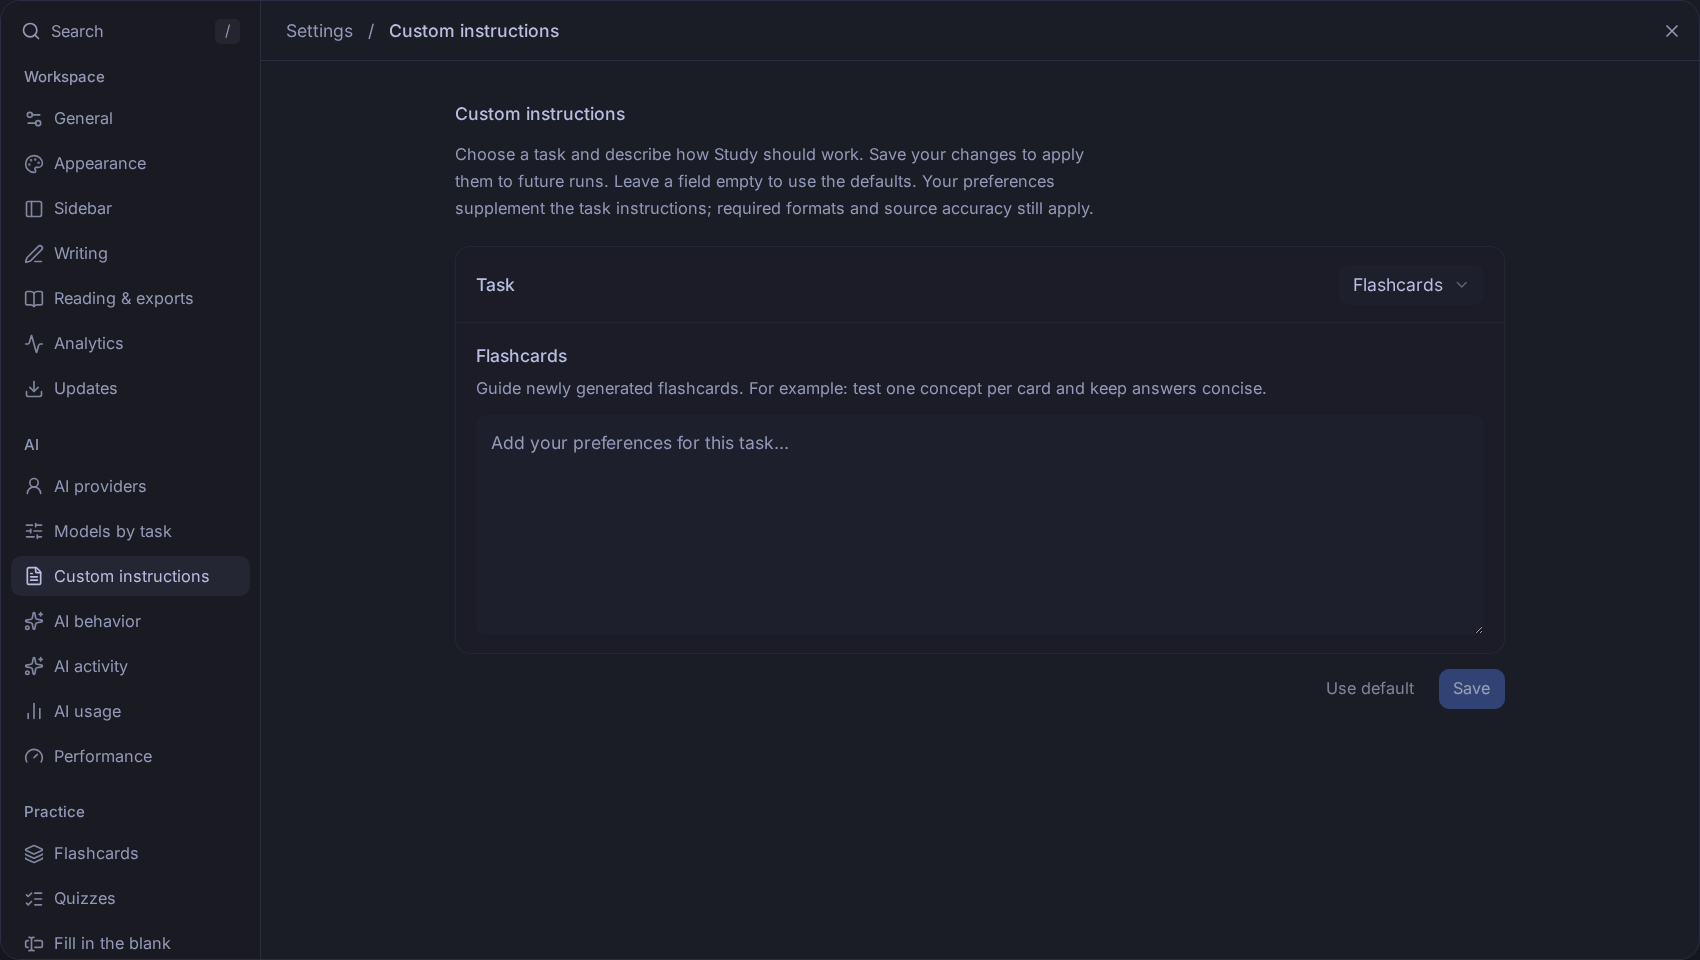 Search /
Workspace
General
Appearance
Sidebar
Writing
Reading & exports
Analytics
Updates
AI
AI providers
Models by task
Custom instructions
AI behavior
AI activity
AI usage
Performance
Practice
Flashcards
Quizzes
Fill in the blank
Settings / Custom instructions
Custom instructions
Choose a task and describe how Study should work. Save your changes to apply
them to future runs. Leave a field empty to use the defaults. Your preferences
supplement the task instructions; required formats and source accuracy still apply.
Task Flashcards
Flashcards
Guide newly generated flashcards. For example: test one concept per card and keep answers concise.
Add your preferences for this task...
Use default Save